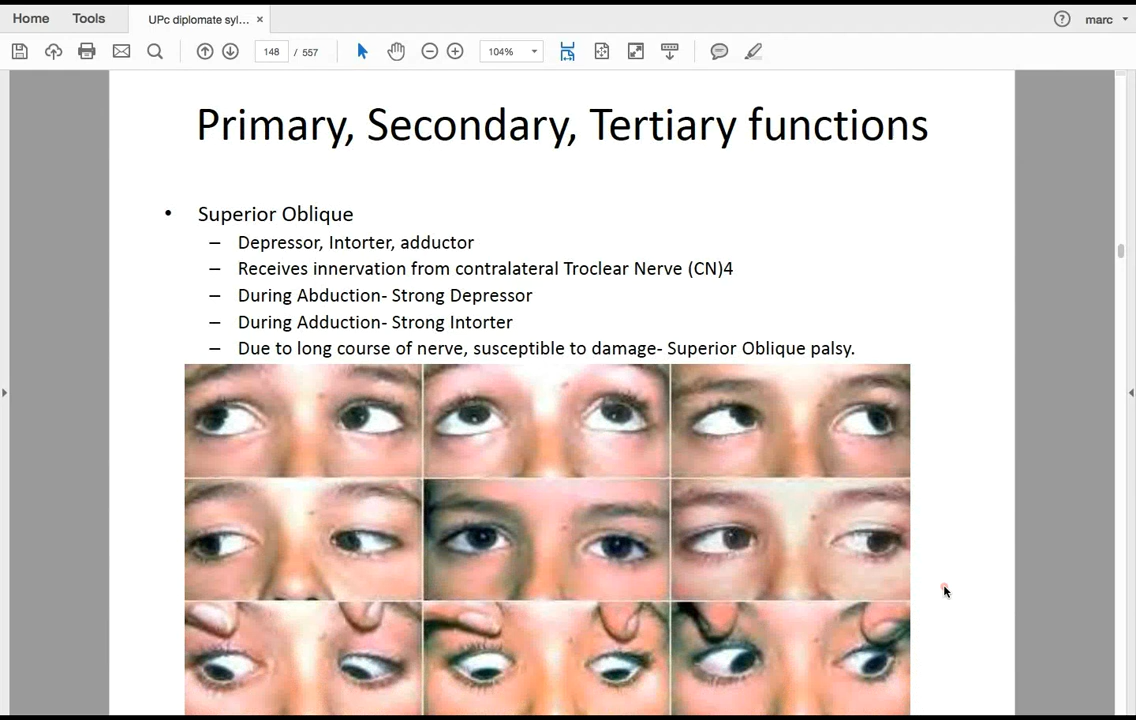 Home Tools UPc diplomate syl... × ? marc
148 / 557 104%
Primary, Secondary, Tertiary functions
• Superior Oblique
– Depressor, Intorter, adductor
– Receives innervation from contralateral Troclear Nerve (CN)4
– During Abduction- Strong Depressor
– During Adduction- Strong Intorter
– Due to long course of nerve, susceptible to damage- Superior Oblique palsy.